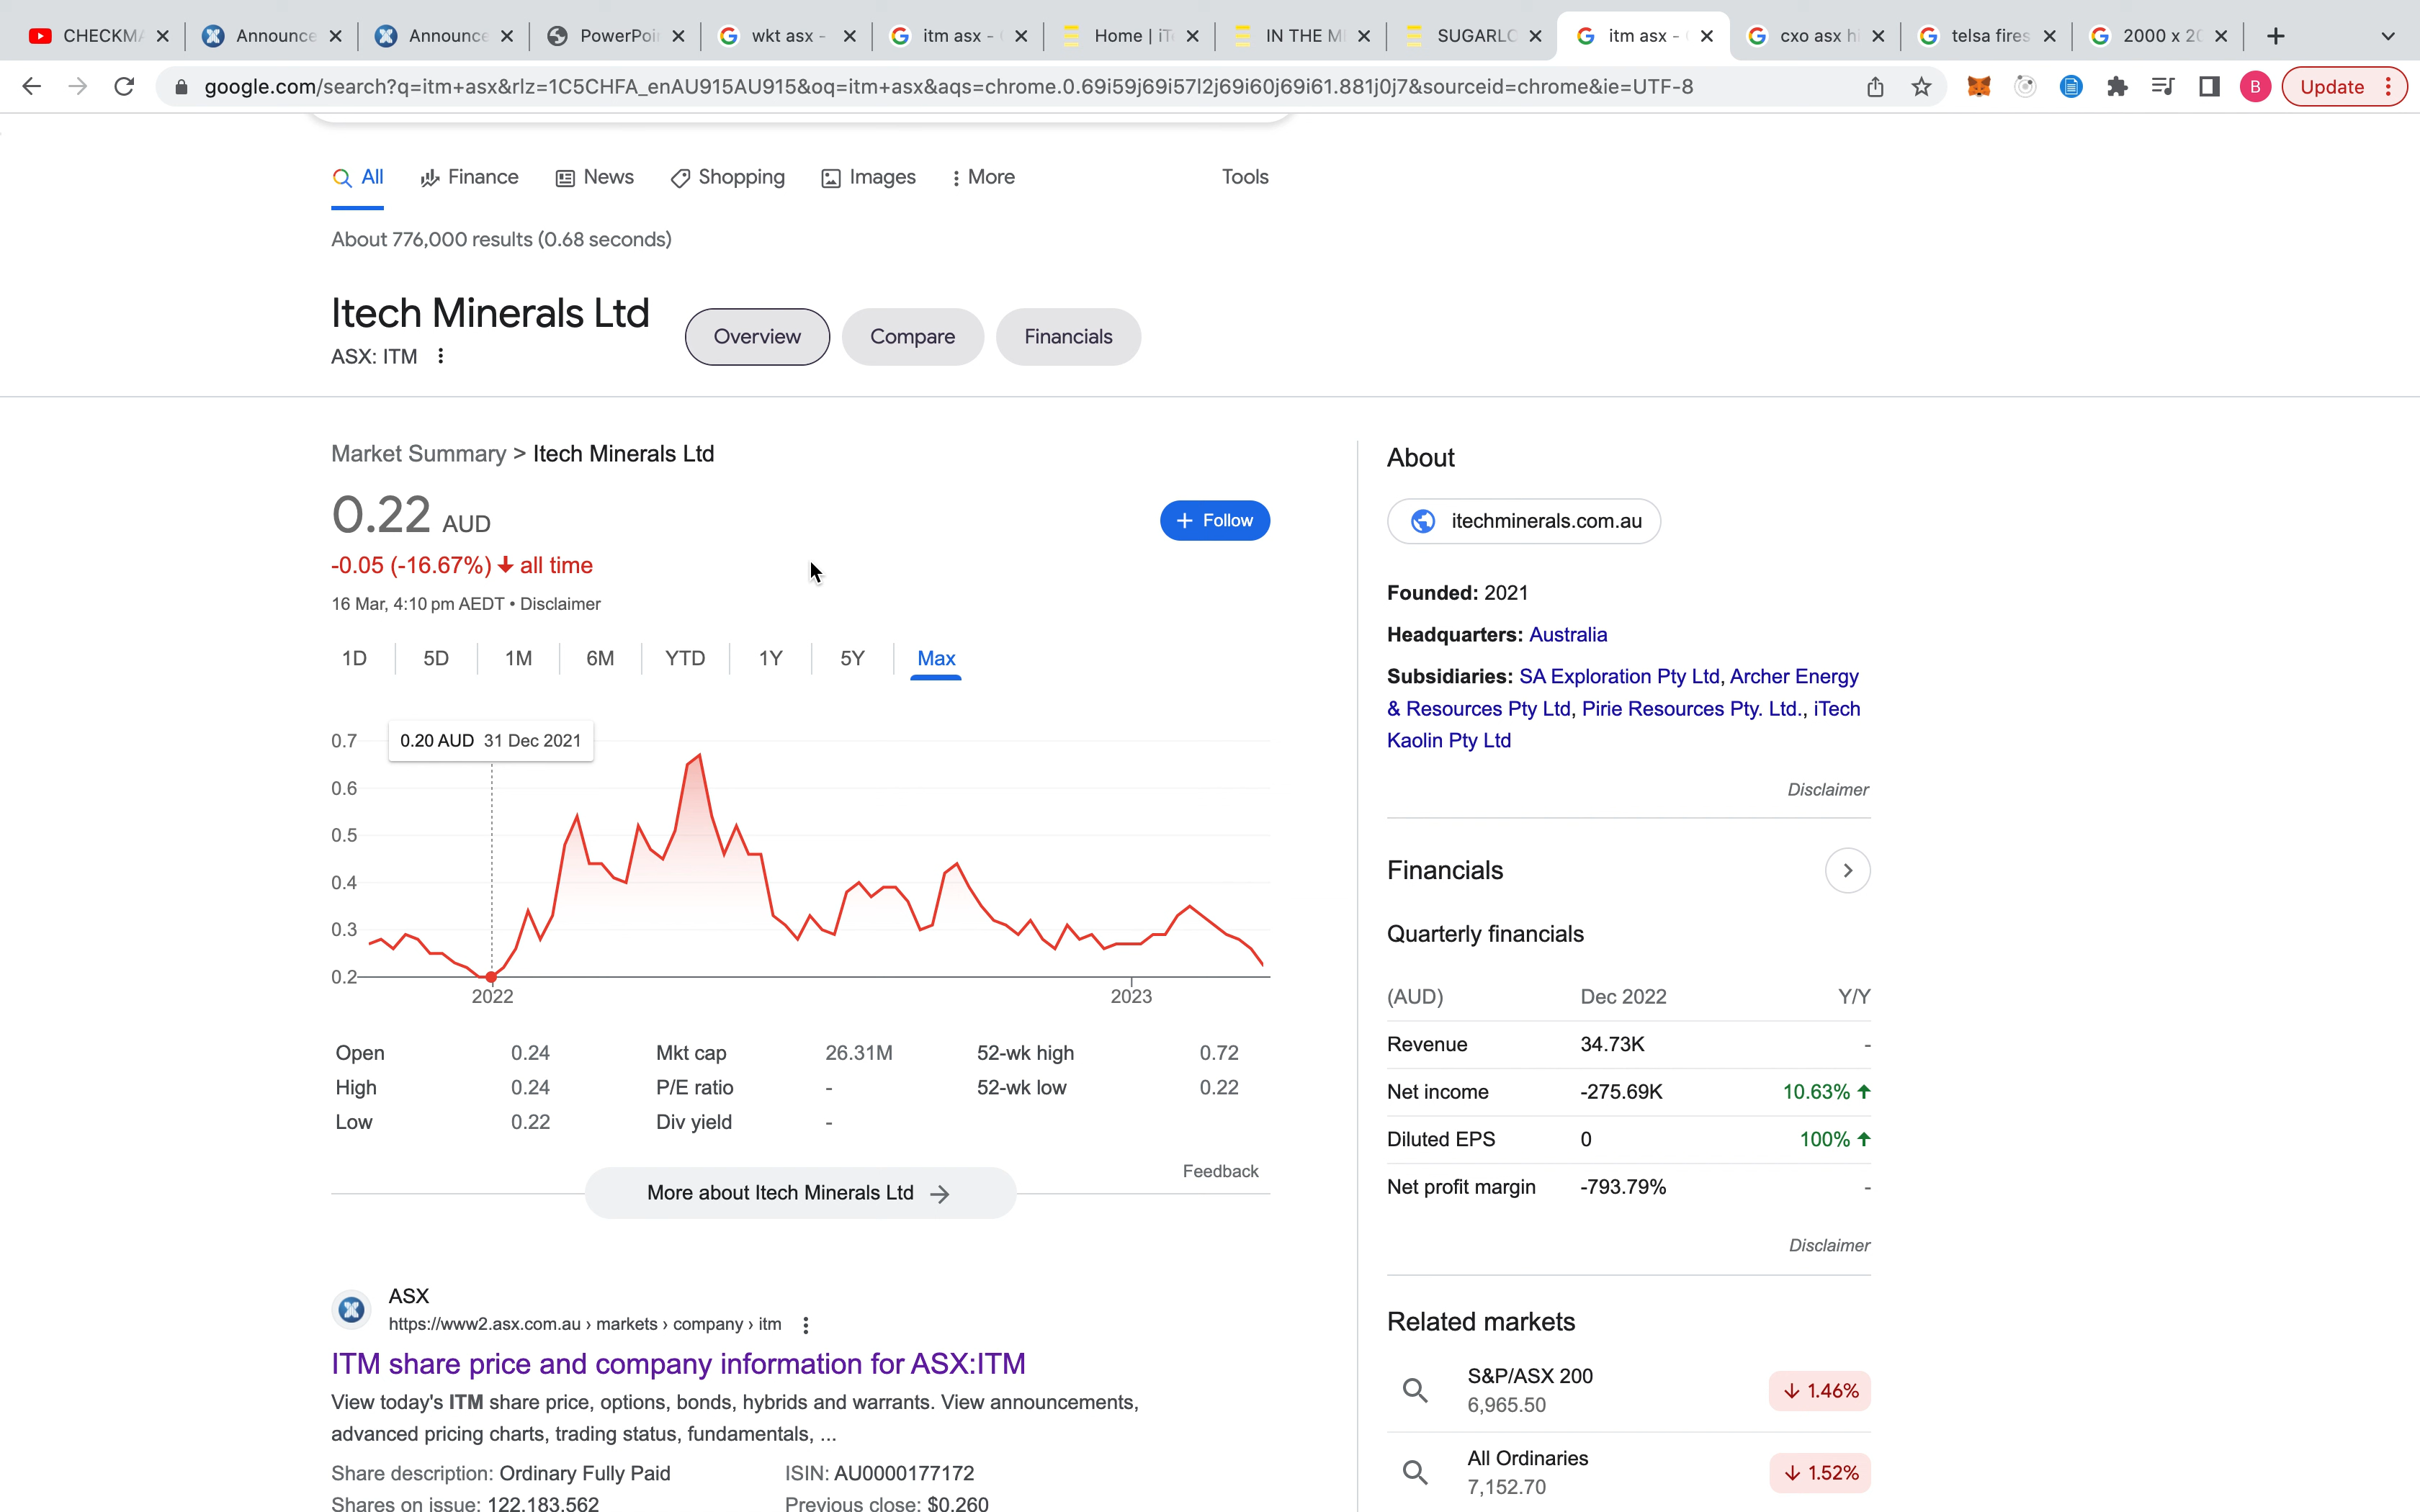 CHECKM
Announce
Announce
PowerPoi
wkt asx -
itm asx -
Home | iT
IN THE M
SUGARLO
itm asx -
cxo asx hi
telsa fires
2000 x 20
google.com/search?q=itm+asx&rlz=1C5CHFA_enAU915AU915&oq=itm+asx&aqs=chrome.0.69i59j69i57l2j69i60j69i61.881j0j7&sourceid=chrome&ie=UTF-8
B
Update
All
Finance
News
Shopping
Images
More
Tools
About 776,000 results (0.68 seconds)
Itech Minerals Ltd
ASX: ITM
Overview
Compare
Financials
Market Summary > Itech Minerals Ltd
0.22 AUD
+ Follow
-0.05 (-16.67%) ↓ all time
16 Mar, 4:10 pm AEDT • Disclaimer
1D 5D 1M 6M YTD 1Y 5Y Max
0.20 AUD 31 Dec 2021
0.7
0.6
0.5
0.4
0.3
0.2
2022 2023
Open 0.24 Mkt cap 26.31M 52-wk high 0.72
High 0.24 P/E ratio - 52-wk low 0.22
Low 0.22 Div yield -
Feedback
More about Itech Minerals Ltd →
ASX
https://www2.asx.com.au › markets › company › itm
ITM share price and company information for ASX:ITM
View today's ITM share price, options, bonds, hybrids and warrants. View announcements,
advanced pricing charts, trading status, fundamentals, ...
Share description: Ordinary Fully Paid ISIN: AU0000177172
Shares on issue: 122,183,562 Previous close: $0.260
About
itechminerals.com.au
Founded: 2021
Headquarters: Australia
Subsidiaries: SA Exploration Pty Ltd, Archer Energy
& Resources Pty Ltd, Pirie Resources Pty. Ltd., iTech
Kaolin Pty Ltd
Disclaimer
Financials
Quarterly financials
(AUD) Dec 2022 Y/Y
Revenue 34.73K -
Net income -275.69K 10.63% ↑
Diluted EPS 0 100% ↑
Net profit margin -793.79% -
Disclaimer
Related markets
S&P/ASX 200
6,965.50
↓ 1.46%
All Ordinaries
7,152.70
↓ 1.52%